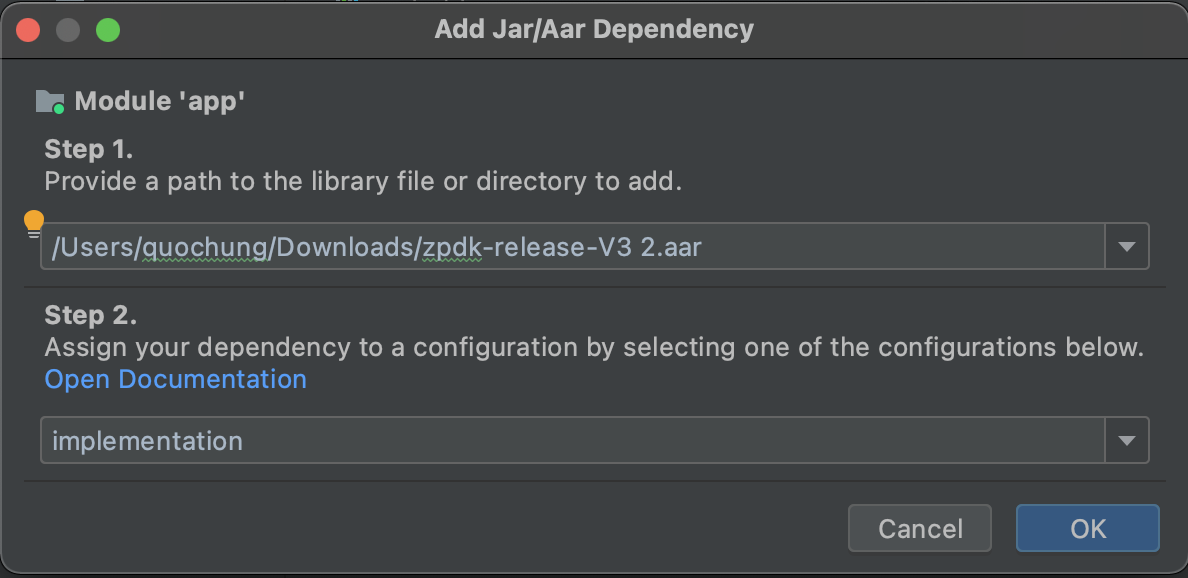 Add Jar/Aar Dependency
Module 'app'
Step 1.
Provide a path to the library file or directory to add.
/Users/quochung/Downloads/zpdk-release-V3 2.aar
Step 2.
Assign your dependency to a configuration by selecting one of the configurations below.
Open Documentation
implementation
Cancel OK